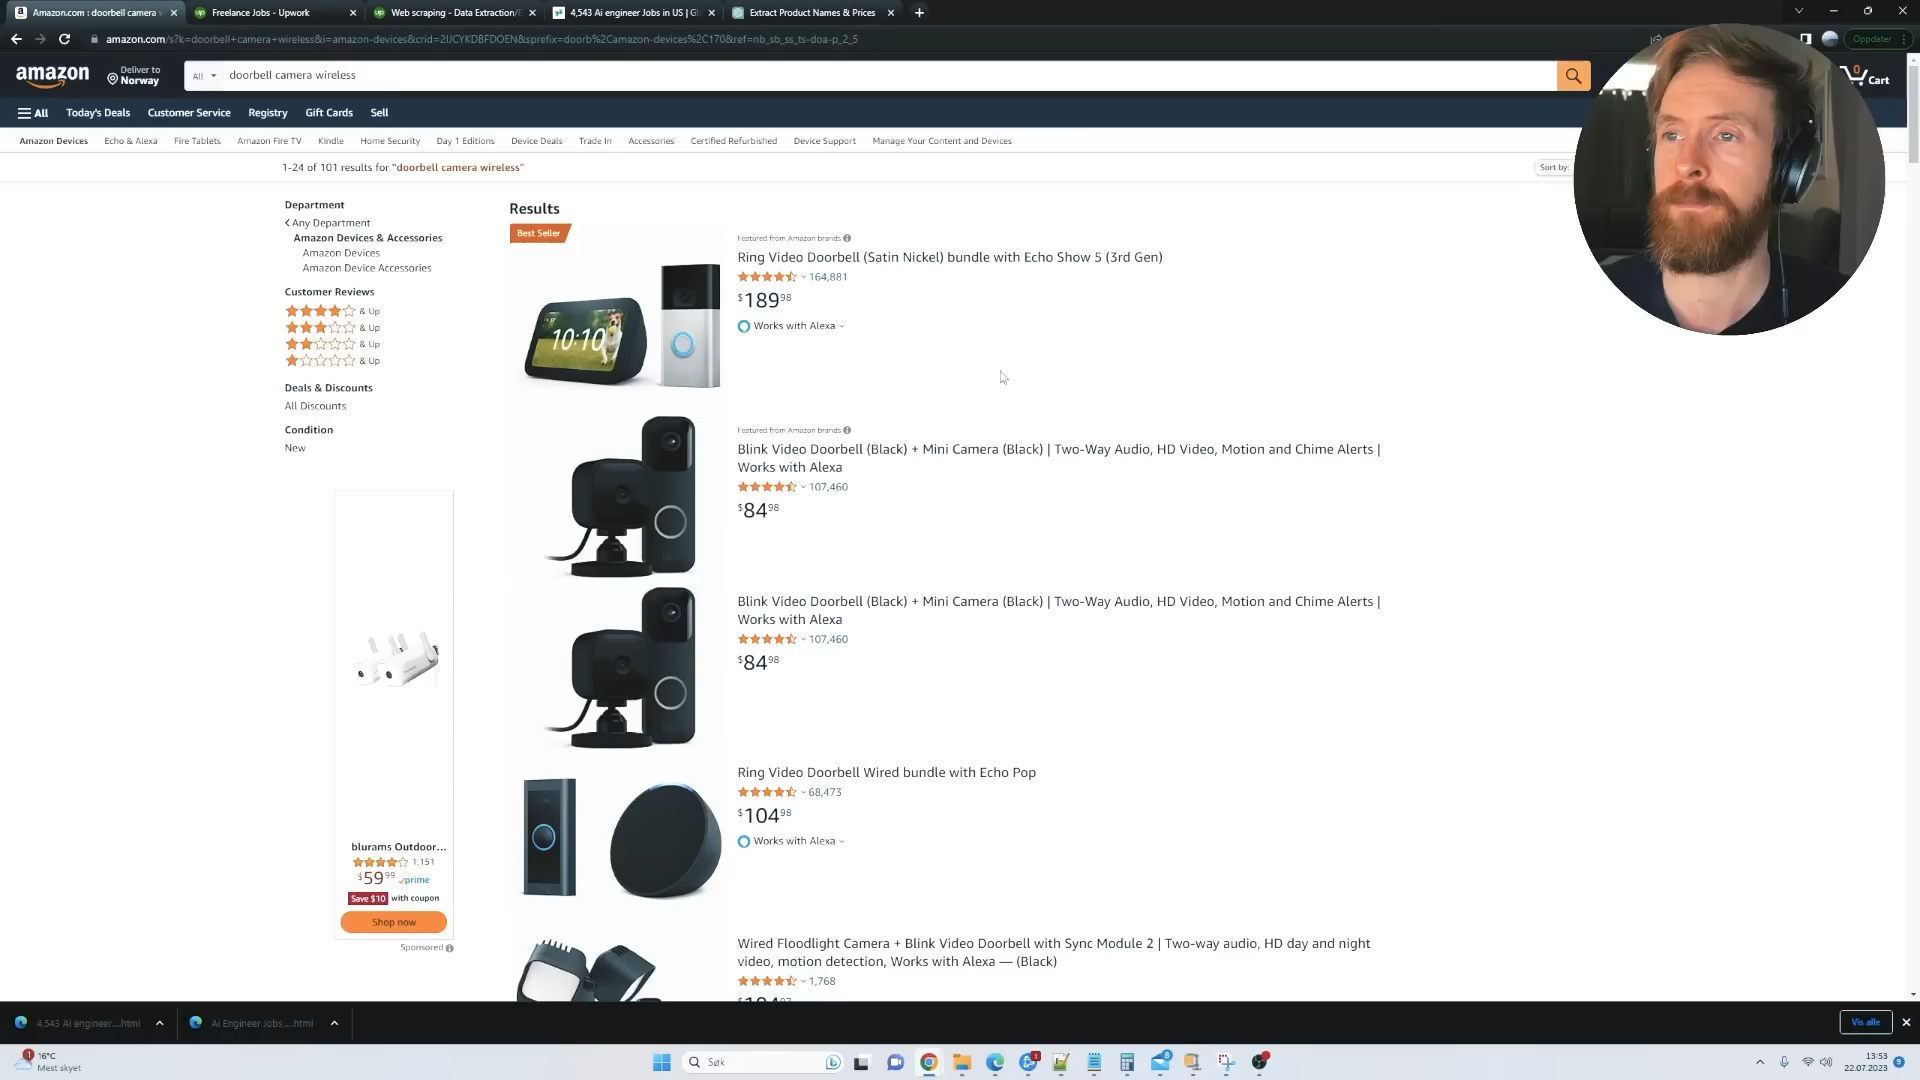 Amazon.com : doorbell camera
Freelance Jobs - Upwork
Web scraping - Data Extraction/
4,543 Ai engineer Jobs in US | Gl
Extract Product Names & Prices
amazon.com/s?k=doorbell+camera+wireless&i=amazon-devices&crid=2IJCYKDBFDOEN&sprefix=doorb%2Camazon-devices%2C170&ref=nb_sb_ss_ts-doa-p_2_5
Oppdater
amazon
Deliver to
Norway
All
doorbell camera wireless
0
Cart
All
Today's Deals
Customer Service
Registry
Gift Cards
Sell
Amazon Devices
Echo & Alexa
Fire Tablets
Amazon Fire TV
Kindle
Home Security
Day 1 Editions
Device Deals
Trade In
Accessories
Certified Refurbished
Device Support
Manage Your Content and Devices
1-24 of 101 results for "doorbell camera wireless"
Sort by:
Department
Any Department
Amazon Devices & Accessories
Amazon Devices
Amazon Device Accessories
Customer Reviews
& Up
& Up
& Up
& Up
Deals & Discounts
All Discounts
Condition
New
blurams Outdoor...
1,151
$59.99 prime
Save $10 with coupon
Shop now
Sponsored
Results
Best Seller
10:10
Featured from Amazon brands
Ring Video Doorbell (Satin Nickel) bundle with Echo Show 5 (3rd Gen)
164,881
$189.98
Works with Alexa
Featured from Amazon brands
Blink Video Doorbell (Black) + Mini Camera (Black) | Two-Way Audio, HD Video, Motion and Chime Alerts |
Works with Alexa
107,460
$84.98
Blink Video Doorbell (Black) + Mini Camera (Black) | Two-Way Audio, HD Video, Motion and Chime Alerts |
Works with Alexa
107,460
$84.98
Ring Video Doorbell Wired bundle with Echo Pop
68,473
$104.98
Works with Alexa
Wired Floodlight Camera + Blink Video Doorbell with Sync Module 2 | Two-way audio, HD day and night
video, motion detection, Works with Alexa — (Black)
1,768
4,543 Ai engineer....html
Ai Engineer Jobs,....html
Vis alle
1
16°C
Mest skyet
Søk
1
8
13:53
22.07.2023
9